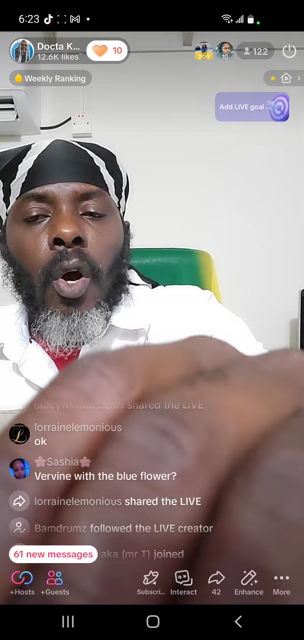 6:23
Docta K...
12.6K likes
10
122
Weekly Ranking
Add LIVE goal
shared the LIVE
lorrainelemonious
ok
🌸Sashia🌸
Vervine with the blue flower?
lorrainelemonious shared the LIVE
Bamdrumz followed the LIVE creator
61 new messages
aka (mr T) joined
+Hosts
+Guests
Subscri...
Interact
42
Enhance
More